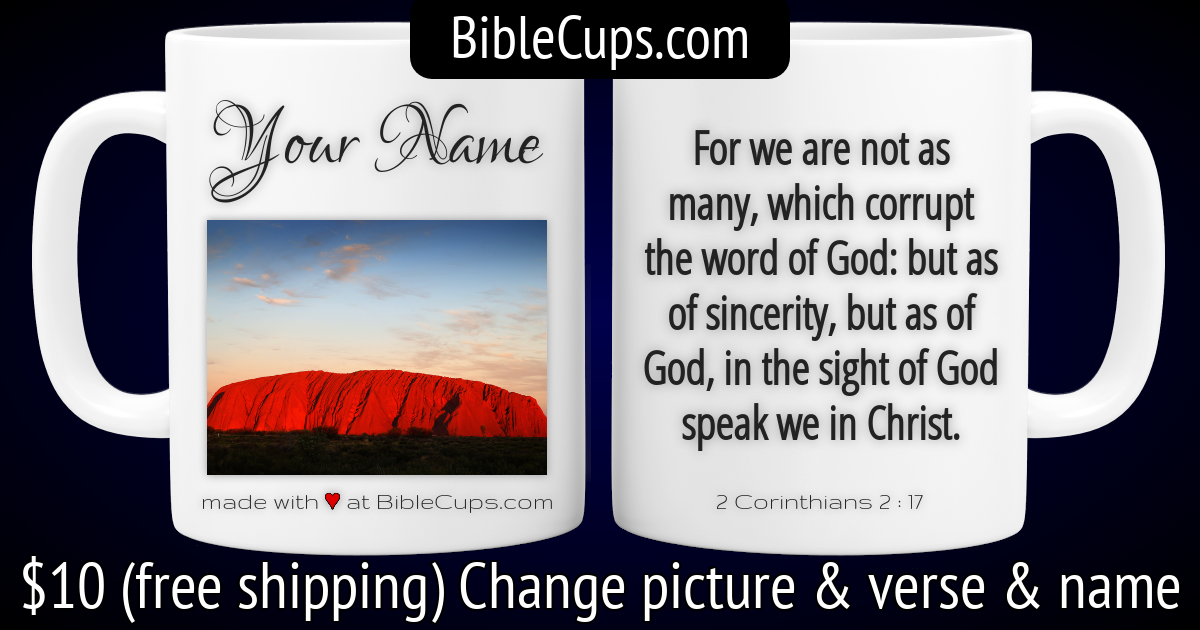 BibleCups.com
Your Name
made with ♥ at BibleCups.com
For we are not as
many, which corrupt
the word of God: but as
of sincerity, but as of
God, in the sight of God
speak we in Christ.
2 Corinthians 2 : 17
$10 (free shipping) Change picture & verse & name